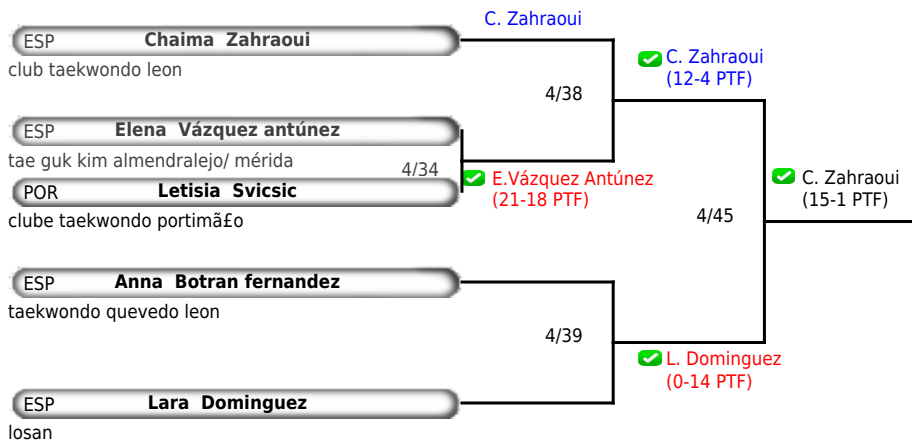 C. Zahraoui
ESP Chaima Zahraoui
club taekwondo leon
C. Zahraoui
(12-4 PTF)
4/38
ESP Elena Vázquez antúnez
tae guk kim almendralejo/ mérida
4/34
E.Vázquez Antúnez
(21-18 PTF)
POR Letisia Svicsic
clube taekwondo portimã£o
C. Zahraoui
(15-1 PTF)
4/45
ESP Anna Botran fernandez
taekwondo quevedo leon
4/39
L. Dominguez
(0-14 PTF)
ESP Lara Dominguez
losan